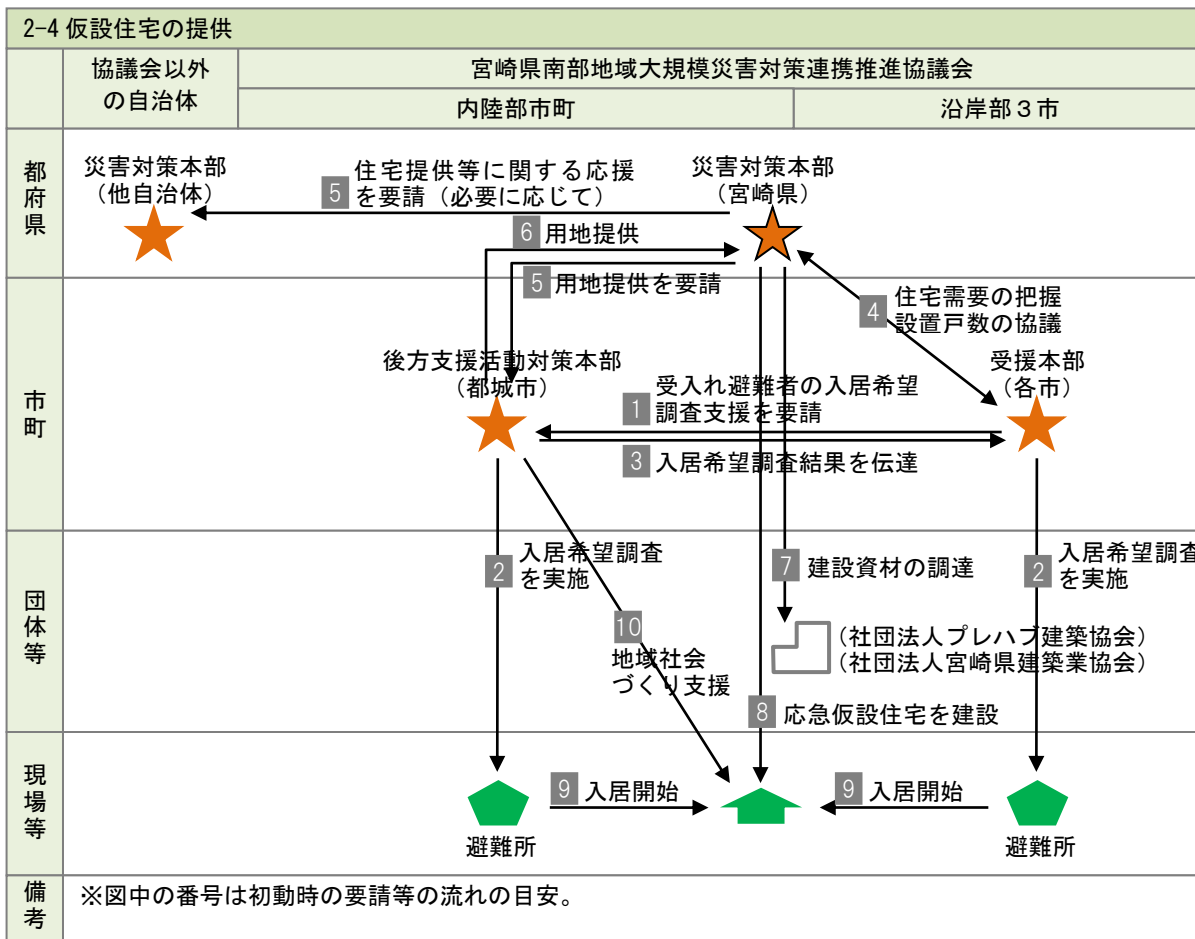 2-4 仮設住宅の提供
協議会以外
の自治体
宮崎県南部地域大規模災害対策連携推進協議会
内陸部市町
沿岸部３市
都府県
災害対策本部
（他自治体）
5 住宅提供等に関する応援
を要請（必要に応じて）
災害対策本部
（宮崎県）
6 用地提供
5 用地提供を要請
4 住宅需要の把握
設置戸数の協議
市町
後方支援活動対策本部
（都城市）
1 受入れ避難者の入居希望
調査支援を要請
3 入居希望調査結果を伝達
受援本部
（各市）
団体等
2 入居希望調査
を実施
10
地域社会
づくり支援
7 建設資材の調達
（社団法人プレハブ建築協会）
（社団法人宮崎県建築業協会）
8 応急仮設住宅を建設
2 入居希望調査
を実施
現場等
9 入居開始
9 入居開始
避難所
避難所
備考
※図中の番号は初動時の要請等の流れの目安。